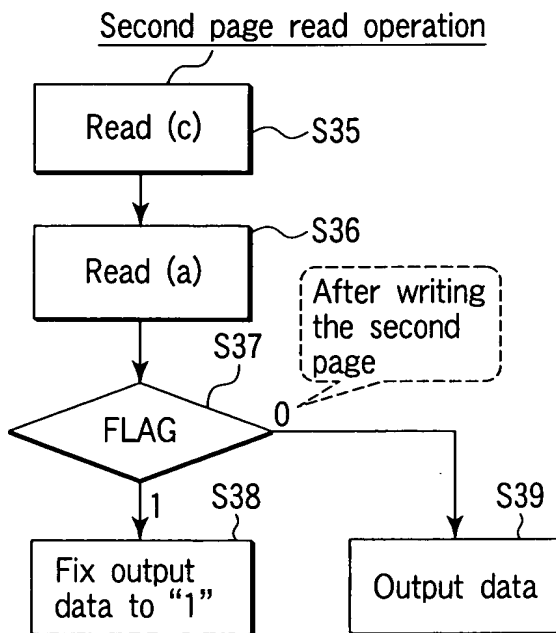 Second page read operation
Read (c)
S35
Read (a)
S36
After writing
the second
page
S37
FLAG
0
1
S38
Fix output
data to “1”
S39
Output data